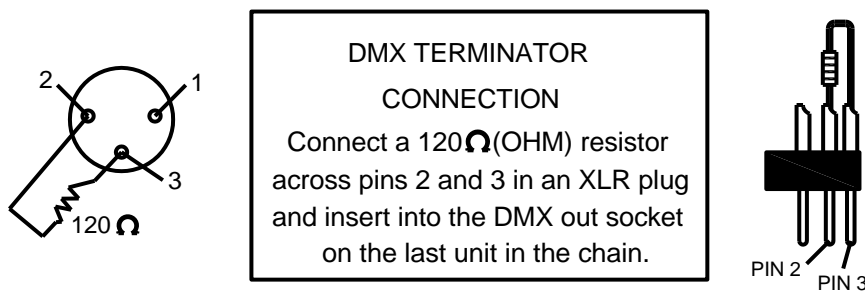 2
1
3
120 Ω
DMX TERMINATOR
CONNECTION
Connect a 120Ω(OHM) resistor
across pins 2 and 3 in an XLR plug
and insert into the DMX out socket
on the last unit in the chain.
PIN 2
PIN 3